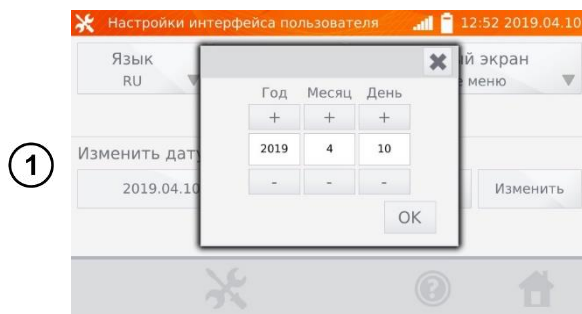 Настройки интерфейса пользователя 12:52 2019.04.10
Язык
RU
й экран
е меню
Год Месяц День
+ + +
2019 4 10
- - -
OK
Изменить дату
2019.04.10
Изменить
1